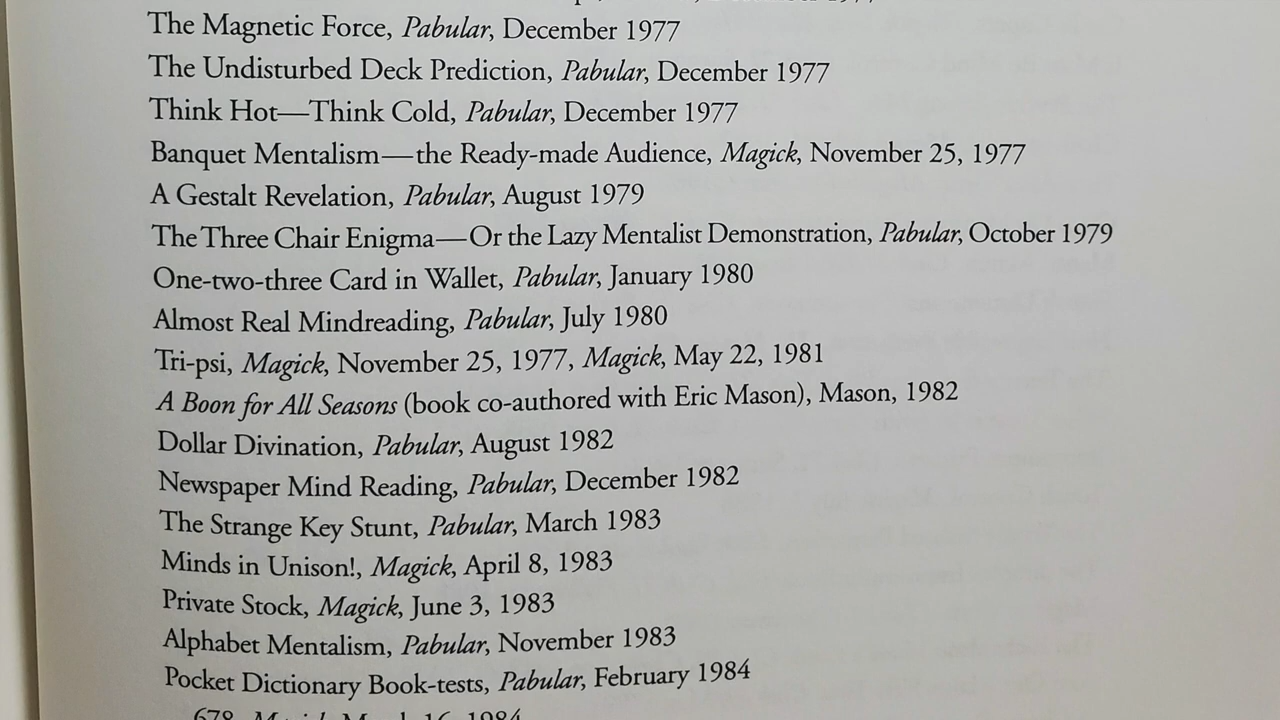 The Magnetic Force, Pabular, December 1977
The Undisturbed Deck Prediction, Pabular, December 1977
Think Hot—Think Cold, Pabular, December 1977
Banquet Mentalism—the Ready-made Audience, Magick, November 25, 1977
A Gestalt Revelation, Pabular, August 1979
The Three Chair Enigma—Or the Lazy Mentalist Demonstration, Pabular, October 1979
One-two-three Card in Wallet, Pabular, January 1980
Almost Real Mindreading, Pabular, July 1980
Tri-psi, Magick, November 25, 1977, Magick, May 22, 1981
A Boon for All Seasons (book co-authored with Eric Mason), Mason, 1982
Dollar Divination, Pabular, August 1982
Newspaper Mind Reading, Pabular, December 1982
The Strange Key Stunt, Pabular, March 1983
Minds in Unison!, Magick, April 8, 1983
Private Stock, Magick, June 3, 1983
Alphabet Mentalism, Pabular, November 1983
Pocket Dictionary Book-tests, Pabular, February 1984
678, Magick, March 16, 1984